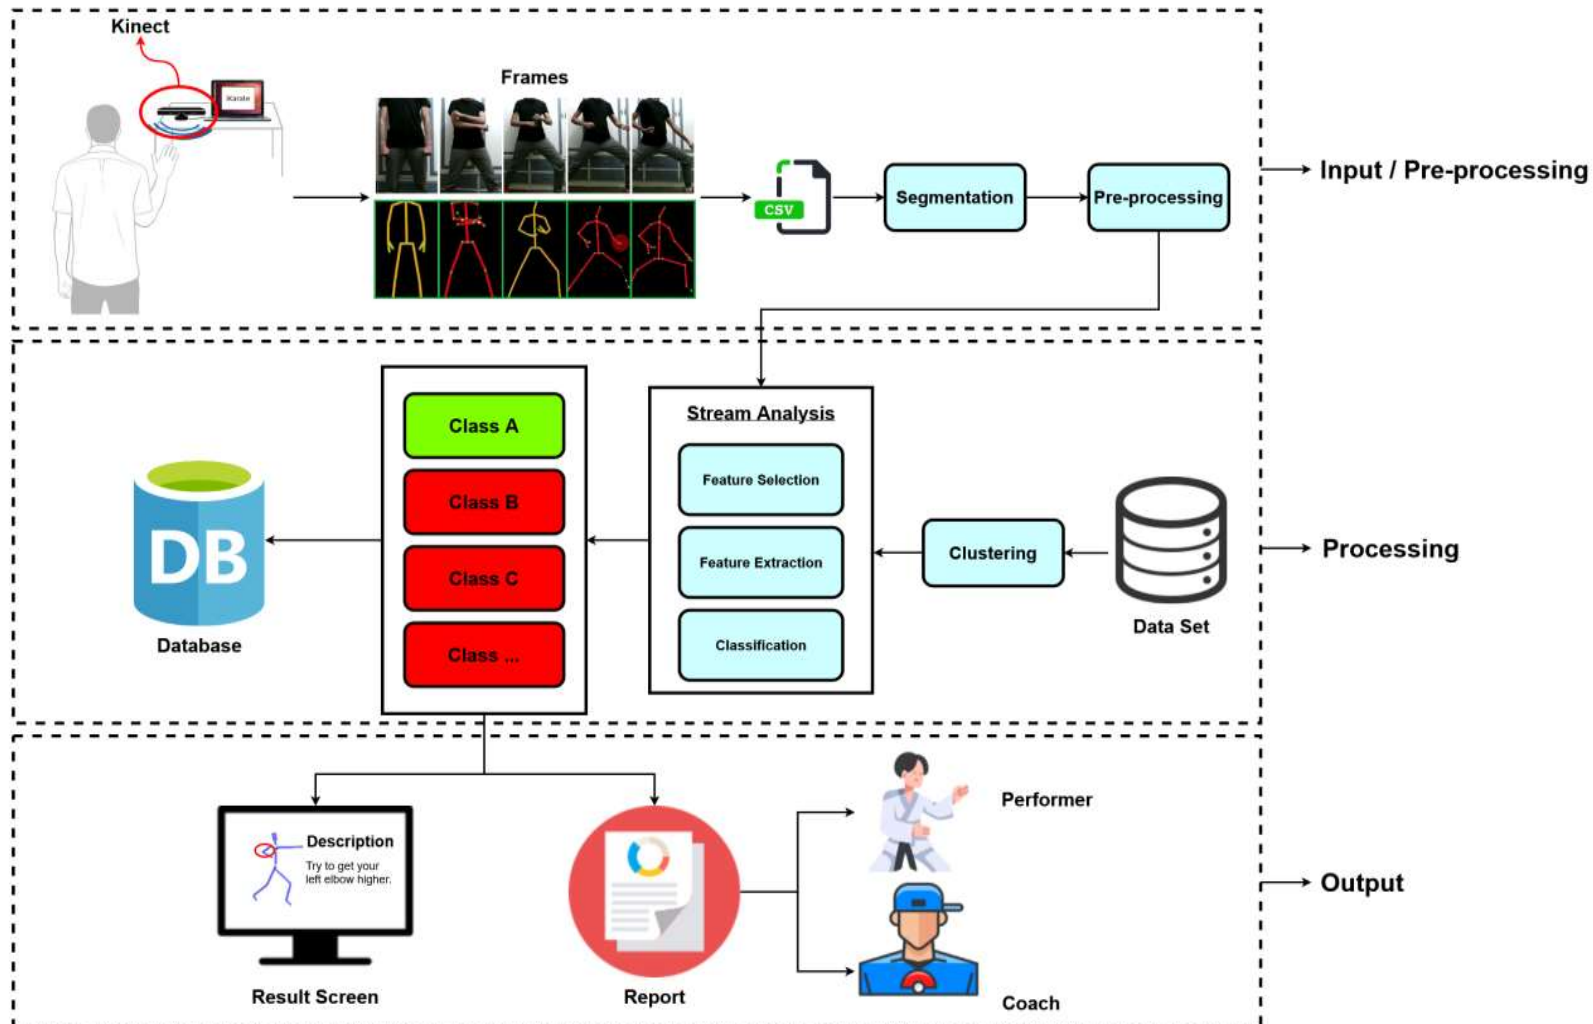 Kinect
iKarate
Frames
CSV
Segmentation
Pre-processing
Input / Pre-processing
Stream Analysis
Feature Selection
Feature Extraction
Classification
Class A
Class B
Class C
Class ...
DB
Database
Clustering
Data Set
Processing
Description
Try to get your
left elbow higher.
Result Screen
Report
Performer
Coach
Output